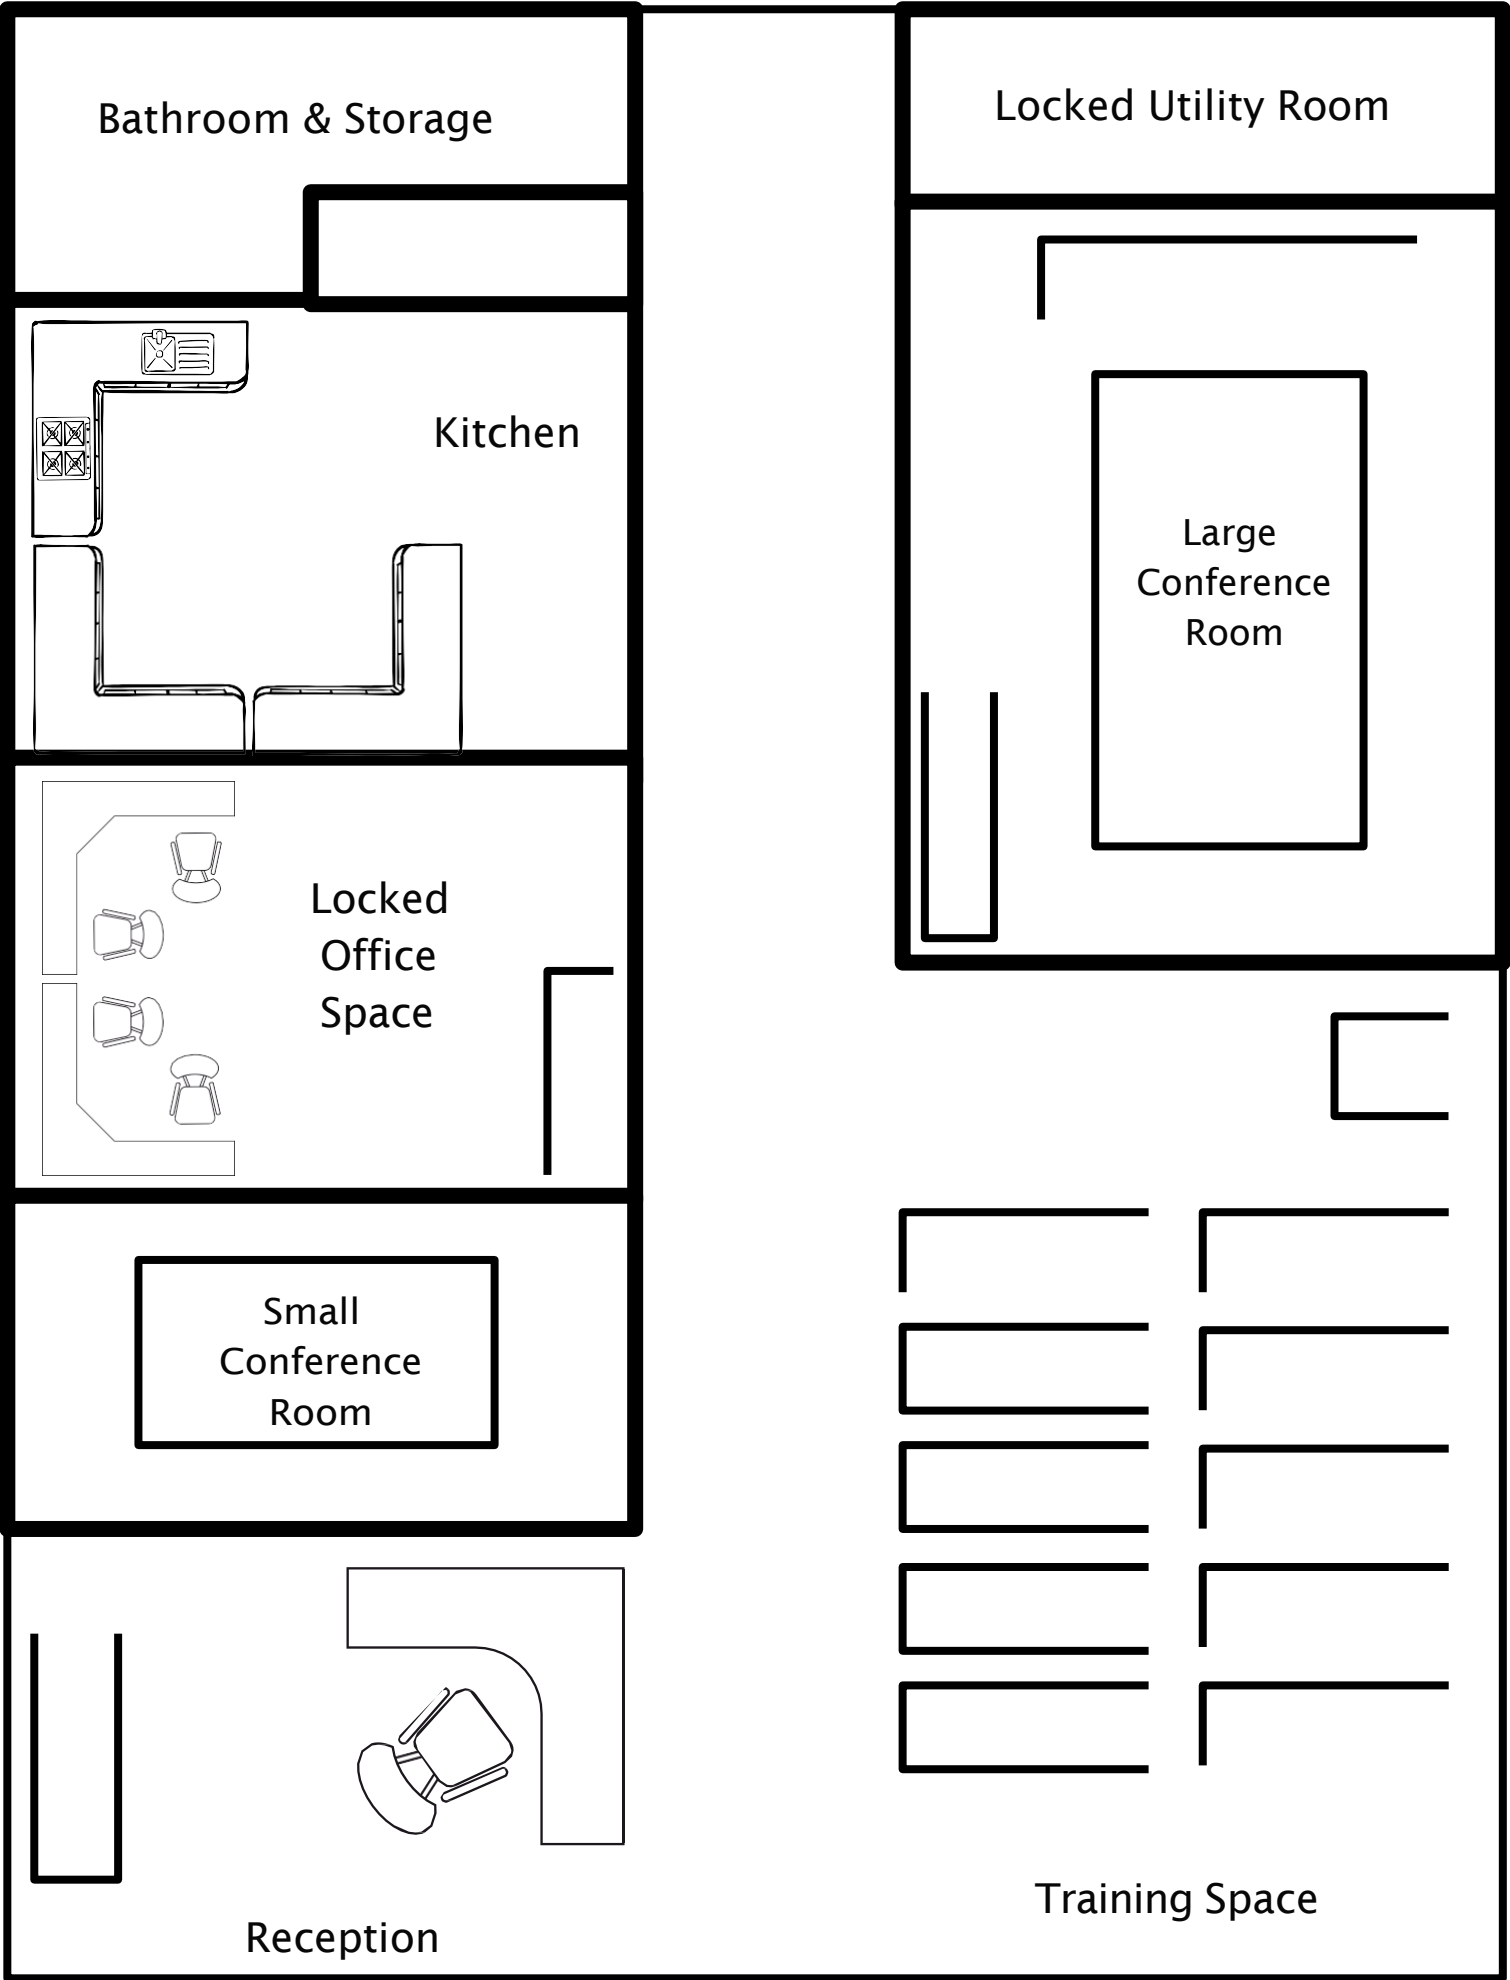 Bathroom & Storage
Locked Utility Room
Kitchen
Large
Conference
Room
Locked
Office
Space
Small
Conference
Room
Training Space
Reception